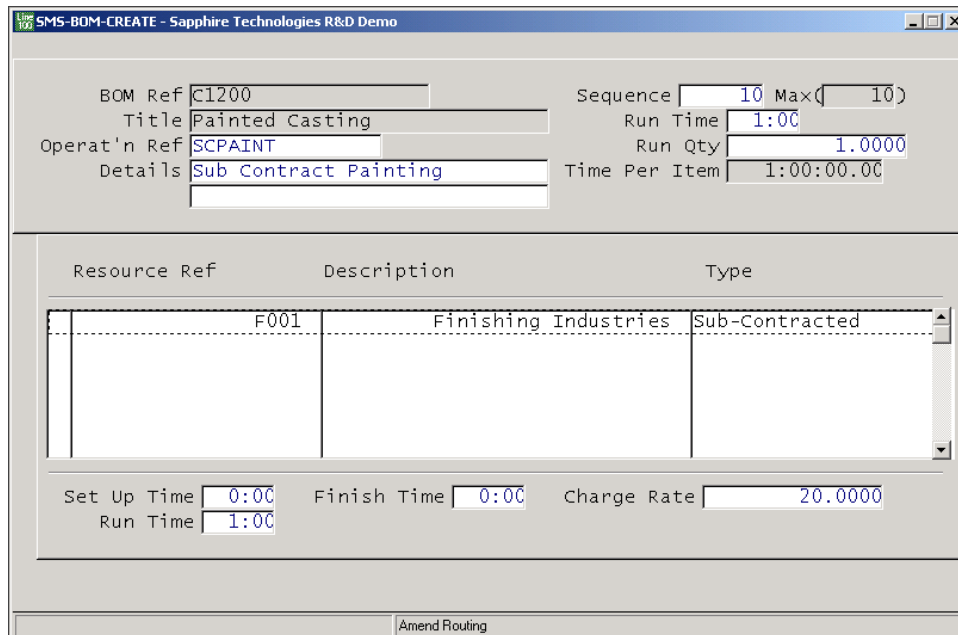 Line 100 SMS-BOM-CREATE - Sapphire Technologies R&D Demo
BOM Ref C1200 Sequence 10 Max( 10)
Title Painted Casting Run Time 1:00
Operat'n Ref SCPAINT Run Qty 1.0000
Details Sub Contract Painting Time Per Item 1:00:00.00
Resource Ref Description Type
F001 Finishing Industries Sub-Contracted
Set Up Time 0:00 Finish Time 0:00 Charge Rate 20.0000
Run Time 1:00
Amend Routing